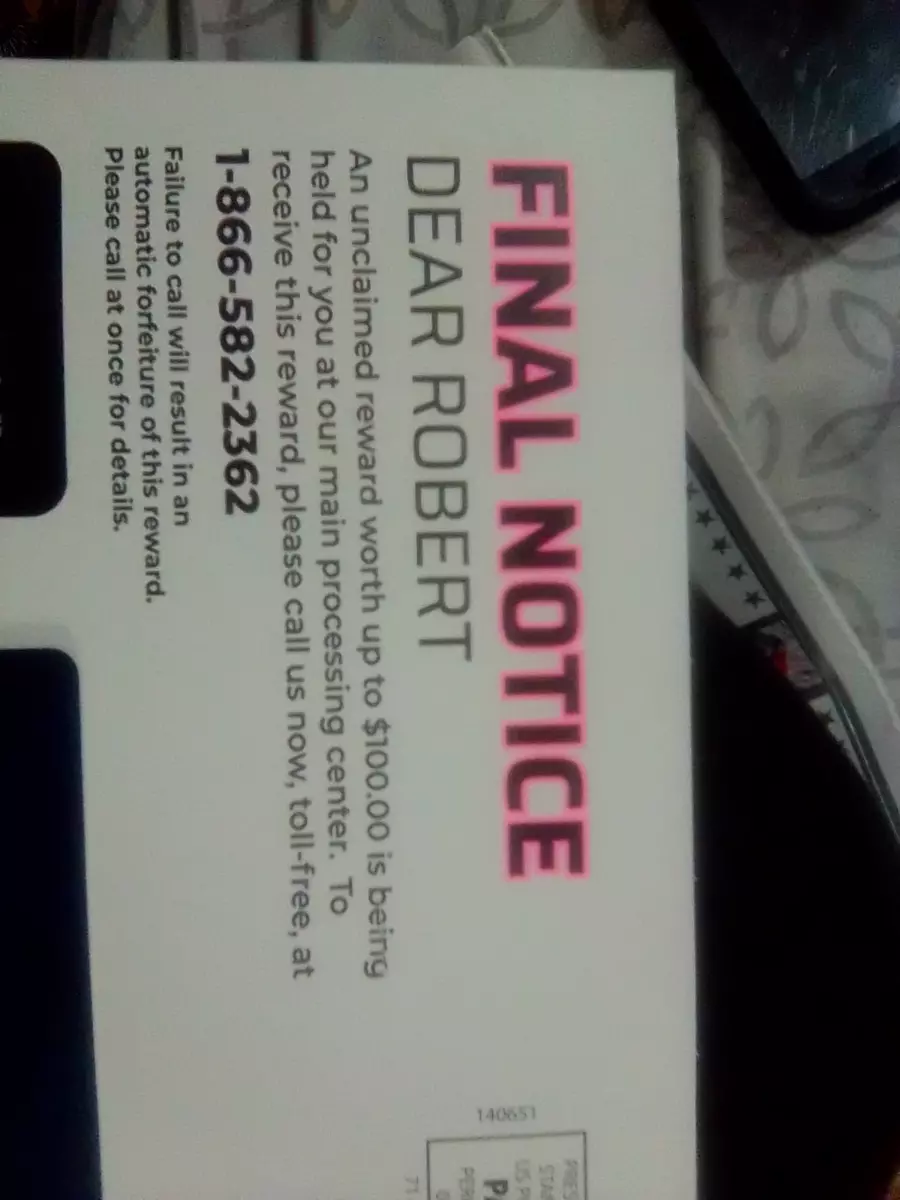 FINAL NOTICE
DEAR ROBERT
An unclaimed reward worth up to $100.00 is being
held for you at our main processing center. To
receive this reward, please call us now, toll-free, at
1-866-582-2362
Failure to call will result in an
automatic forfeiture of this reward.
Please call at once for details.
140651
US P
71